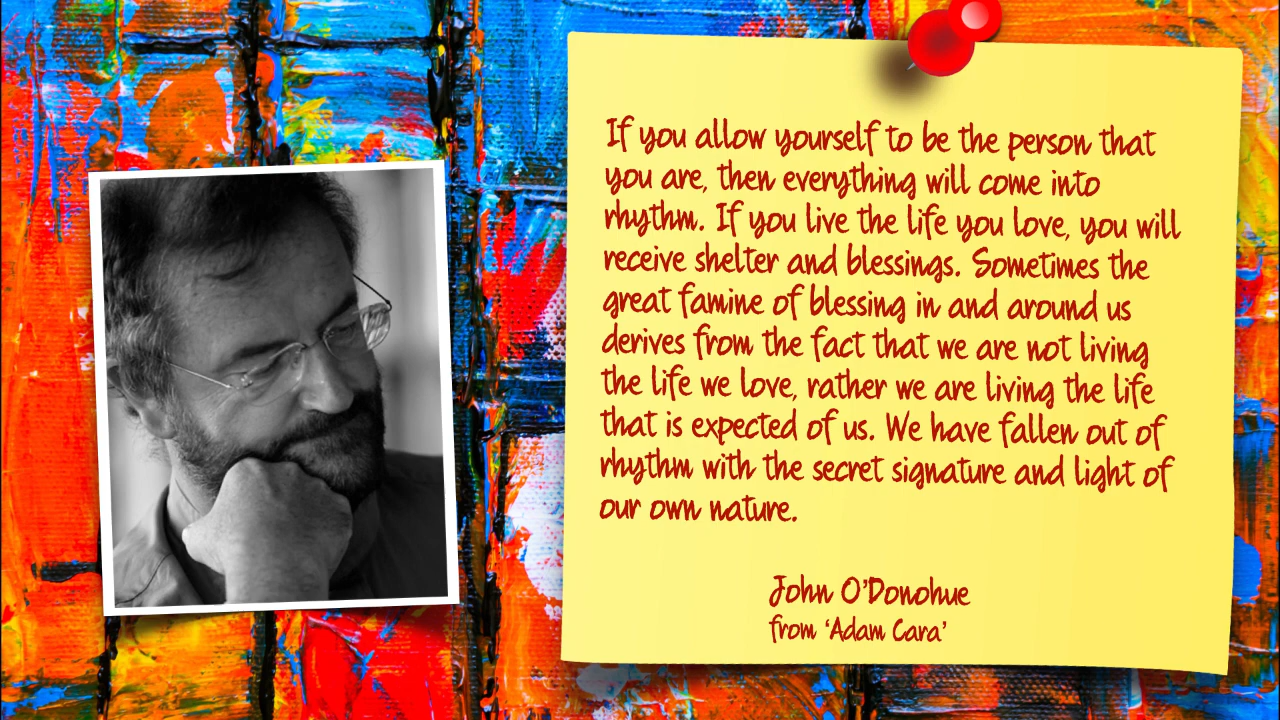 If you allow yourself to be the person that
you are, then everything will come into
rhythm. If you live the life you love, you will
receive shelter and blessings. Sometimes the
great famine of blessing in and around us
derives from the fact that we are not living
the life we love, rather we are living the life
that is expected of us. We have fallen out of
rhythm with the secret signature and light of
our own nature.
John O'Donohue
from 'Adam Cara'